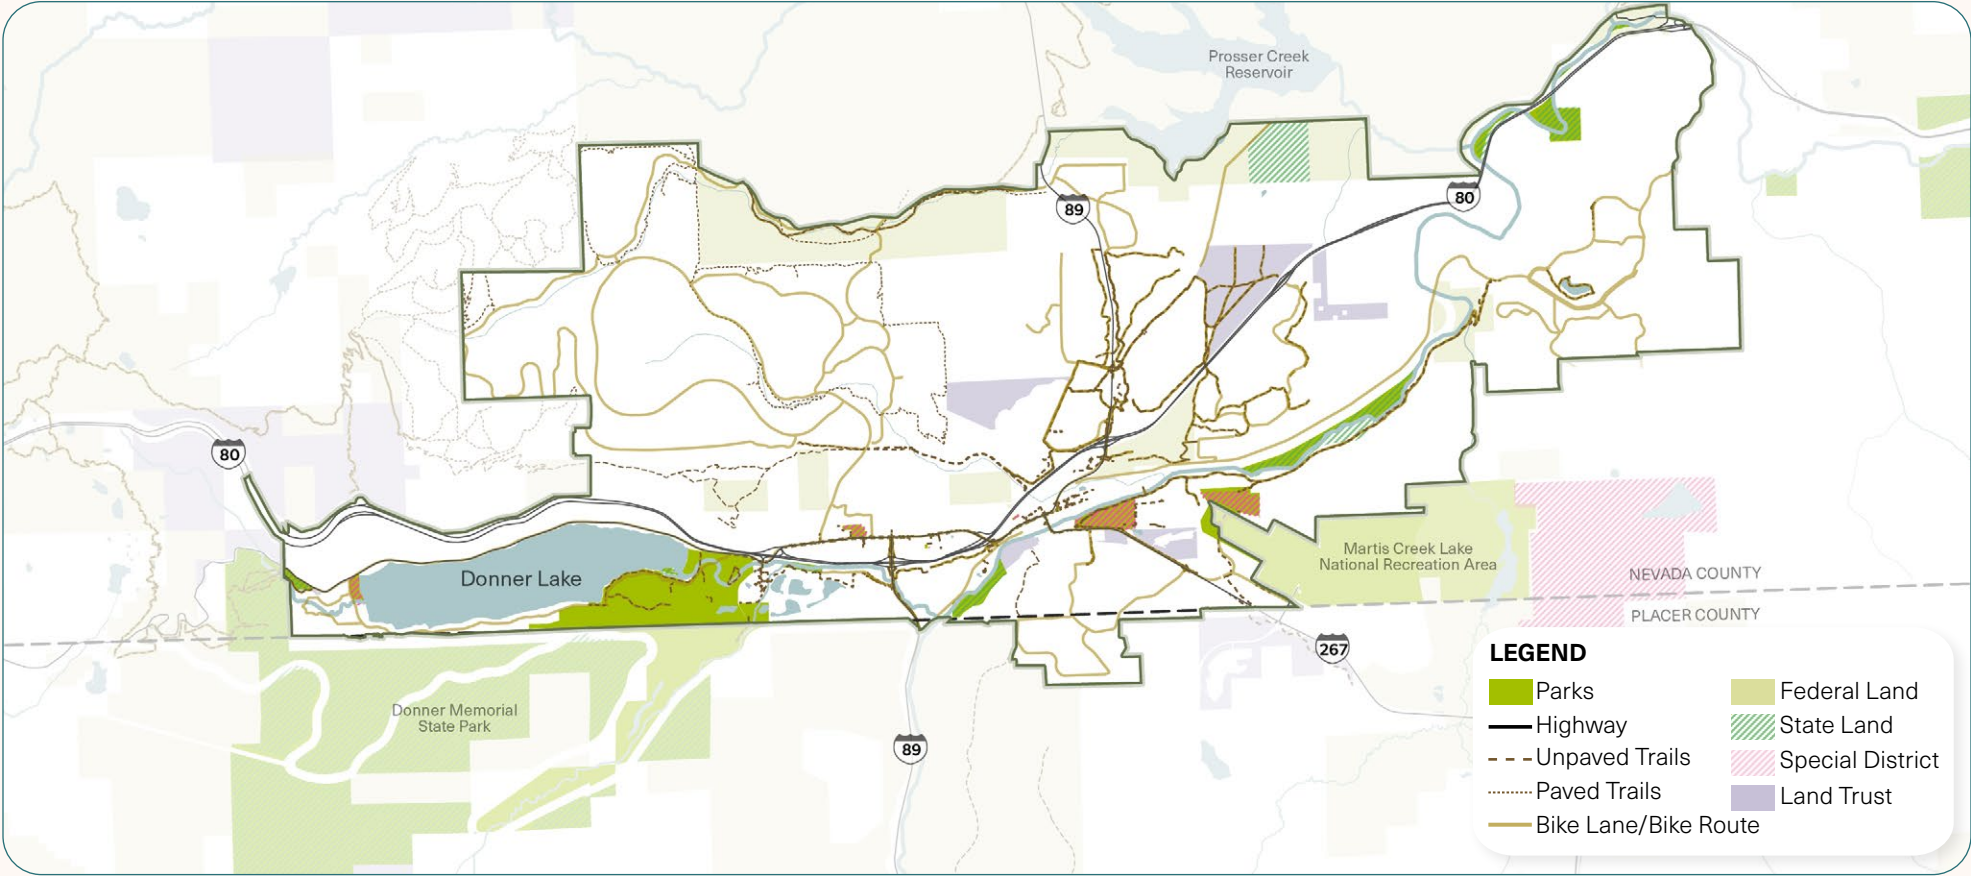 Prosser Creek
Reservoir
89
80
80
Donner Lake
Martis Creek Lake
National Recreation Area
NEVADA COUNTY
PLACER COUNTY
267
Donner Memorial
State Park
89
LEGEND
Parks
Highway
Unpaved Trails
Paved Trails
Bike Lane/Bike Route
Federal Land
State Land
Special District
Land Trust